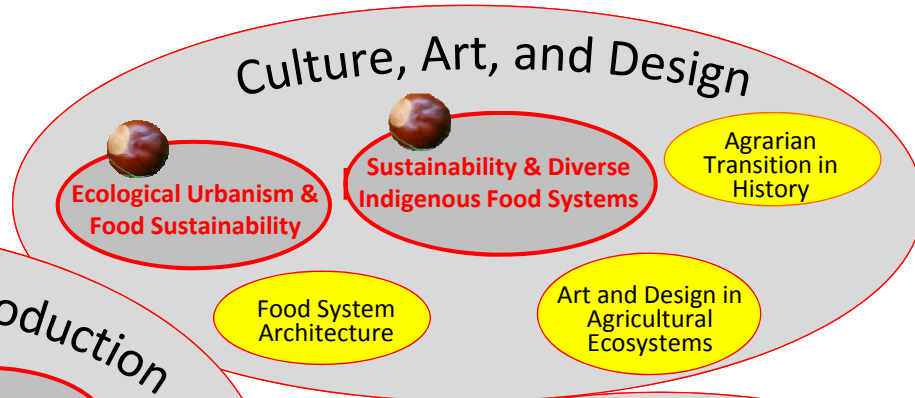 Culture, Art, and Design
Ecological Urbanism &
Food Sustainability
Sustainability & Diverse
Indigenous Food Systems
Agrarian
Transition in
History
Food System
Architecture
Art and Design in
Agricultural
Ecosystems
oduction